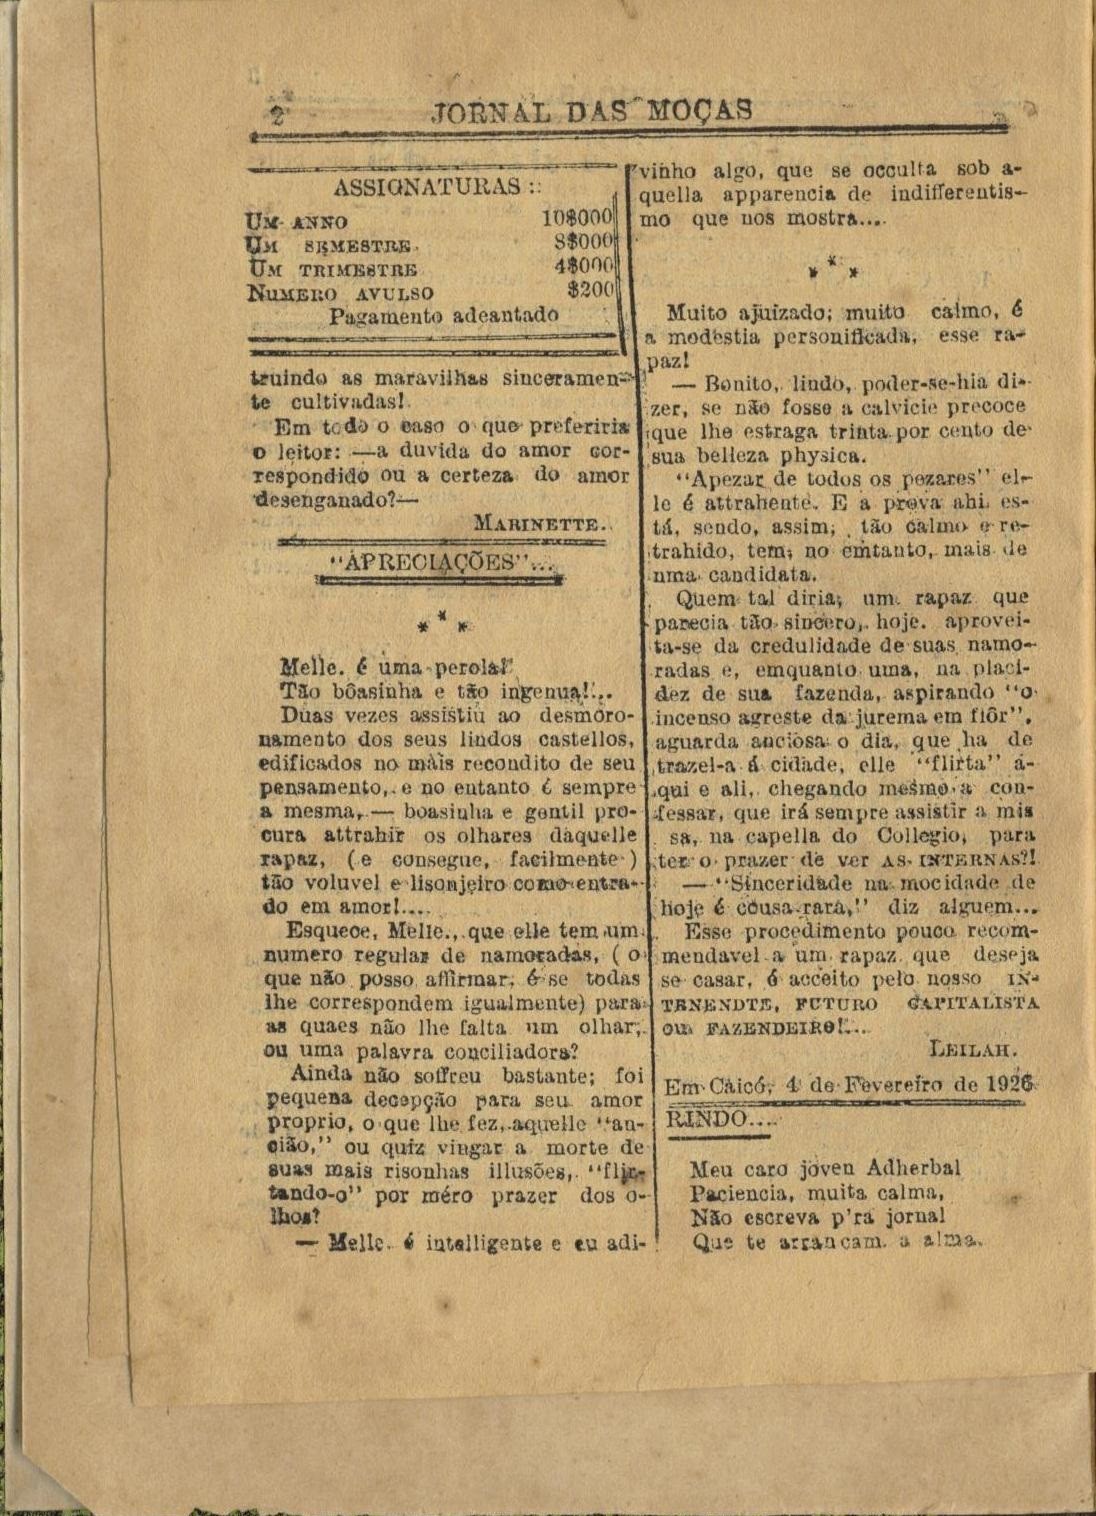 2
JORNAL DAS MOÇAS
ASSIGNATURAS ::
UM ANNO 10$000
UM SEMESTRE. 8$000
UM TRIMESTRE 4$000
NUMERO AVULSO $200
Pagamento adeantado
truindo as maravilhas sinceramen-
te cultivadas!
Em todo o caso o que preferiria
o leitor: —a duvida do amor cor-
respondido ou a certeza do amor
desenganado?—
MARINETTE.
"APRECIAÇÕES"...
* * *
Melle. é uma perola!
Tão bôasinha e tão ingenua!...
Duas vezes assistiu ao desmoro-
namento dos seus lindos castellos,
edificados no mais recondito de seu
pensamento, e no entanto é sempre
a mesma, — boasinha e gentil pro-
cura attrahir os olhares daquelle
rapaz, (e consegue, facilmente)
tão voluvel e lisonjeiro como entra-
do em amor!....
Esquece, Melle., que elle tem um
numero regular de namoradas, (o
que não posso affirmar, é se todas
lhe correspondem igualmente) para
as quaes não lhe falta um olhar,
ou uma palavra conciliadora?
Ainda não soffreu bastante; foi
pequena decepção para seu amor
proprio, o que lhe fez, aquelle "an-
cião," ou quiz vingar a morte de
suas mais risonhas illusões, "flir-
tando-o" por méro prazer dos o-
lhos?
— Melle. é intelligente e eu adi-
vinho algo, que se occulta sob a-
quella apparencia de indifferentis-
mo que nos mostra....
* * *
Muito ajuizado; muito calmo, é
a modestia personificada, esse ra-
paz!
— Bonito, lindo, poder-se-hia di-
zer, se não fosse a calvicie precoce
que lhe estraga trinta por cento de
sua belleza physica.
"Apezar de todos os pezares" el-
le é attrahente. E a prova ahi es-
tá, sendo, assim, tão calmo e re-
trahido, tem, no emtanto, mais de
uma candidata.
Quem tal diria; um rapaz que
parecia tão sincero, hoje. aprovei-
ta-se da credulidade de suas namo-
radas e, emquanto uma, na placi-
dez de sua fazenda, aspirando "o
incenso agreste da jurema em flôr",
aguarda anciosa o dia, que ha de
trazel-a á cidade, elle "flirta" a-
qui e ali, chegando mesmo a con-
fessar, que irá sempre assistir a mis
sa, na capella do Collegio, para
ter o prazer de ver AS INTERNAS?!
— "Sinceridade na mocidade de
hoje é cousa rara," diz alguem...
Esse procedimento pouco recom-
mendavel a um rapaz que deseja
se casar, é acceito pelo nosso IN-
TENENDTE, FUTURO CAPITALISTA
OU FAZENDEIRO!...
LEILAH.
Em Caicó, 4 de Fevereiro de 1926
RINDO....
Meu caro jóven Adherbal
Paciencia, muita calma,
Não escreva p'ra jornal
Que te arrancam a alma.